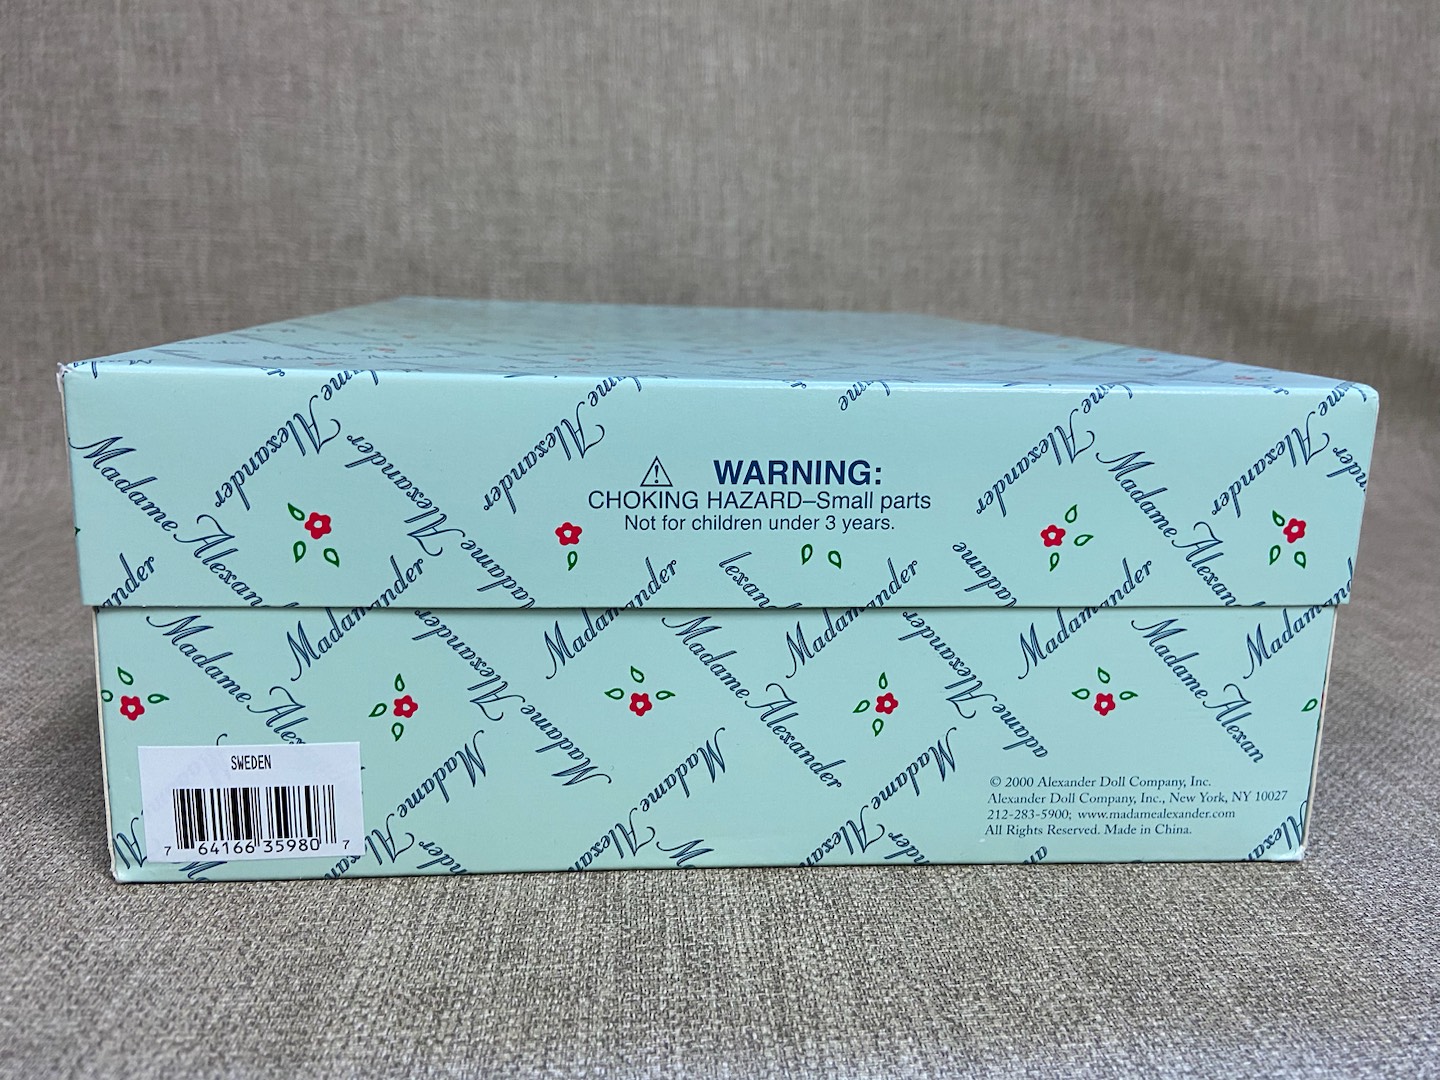 Madame Alexander
WARNING:
CHOKING HAZARD–Small parts
Not for children under 3 years.
Madame Alexander
Madame Alexander
Madame Alexander
SWEDEN
7 64166 35980 7
© 2000 Alexander Doll Company, Inc.
Alexander Doll Company, Inc., New York, NY 10027
212-283-5900; www.madamealexander.com
All Rights Reserved. Made in China.